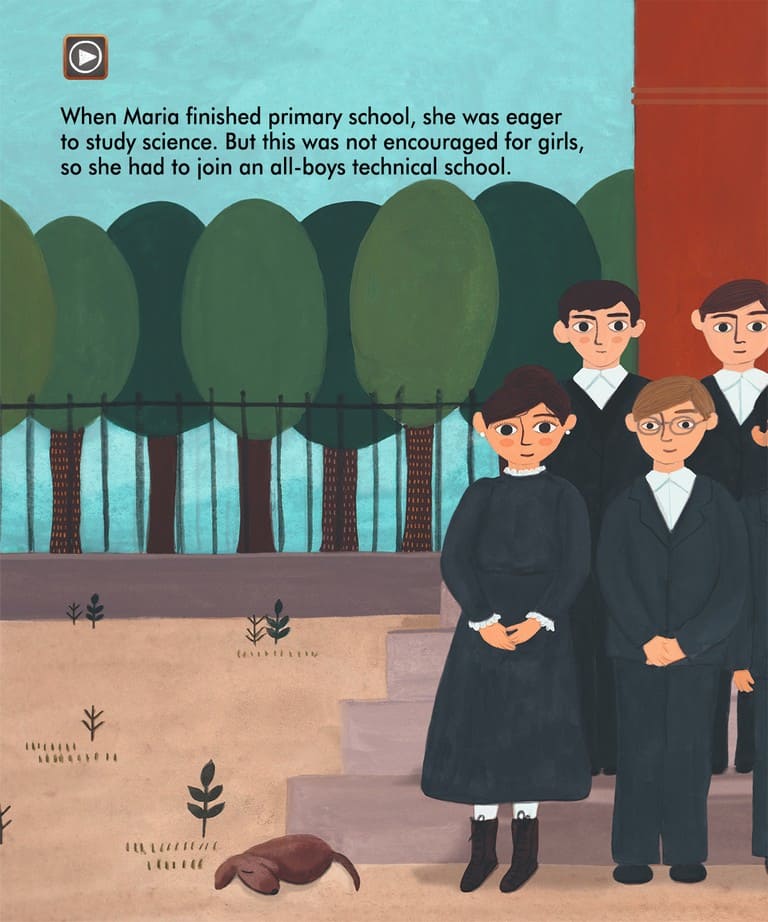 When Maria finished primary school, she was eager
to study science. But this was not encouraged for girls,
so she had to join an all-boys technical school.